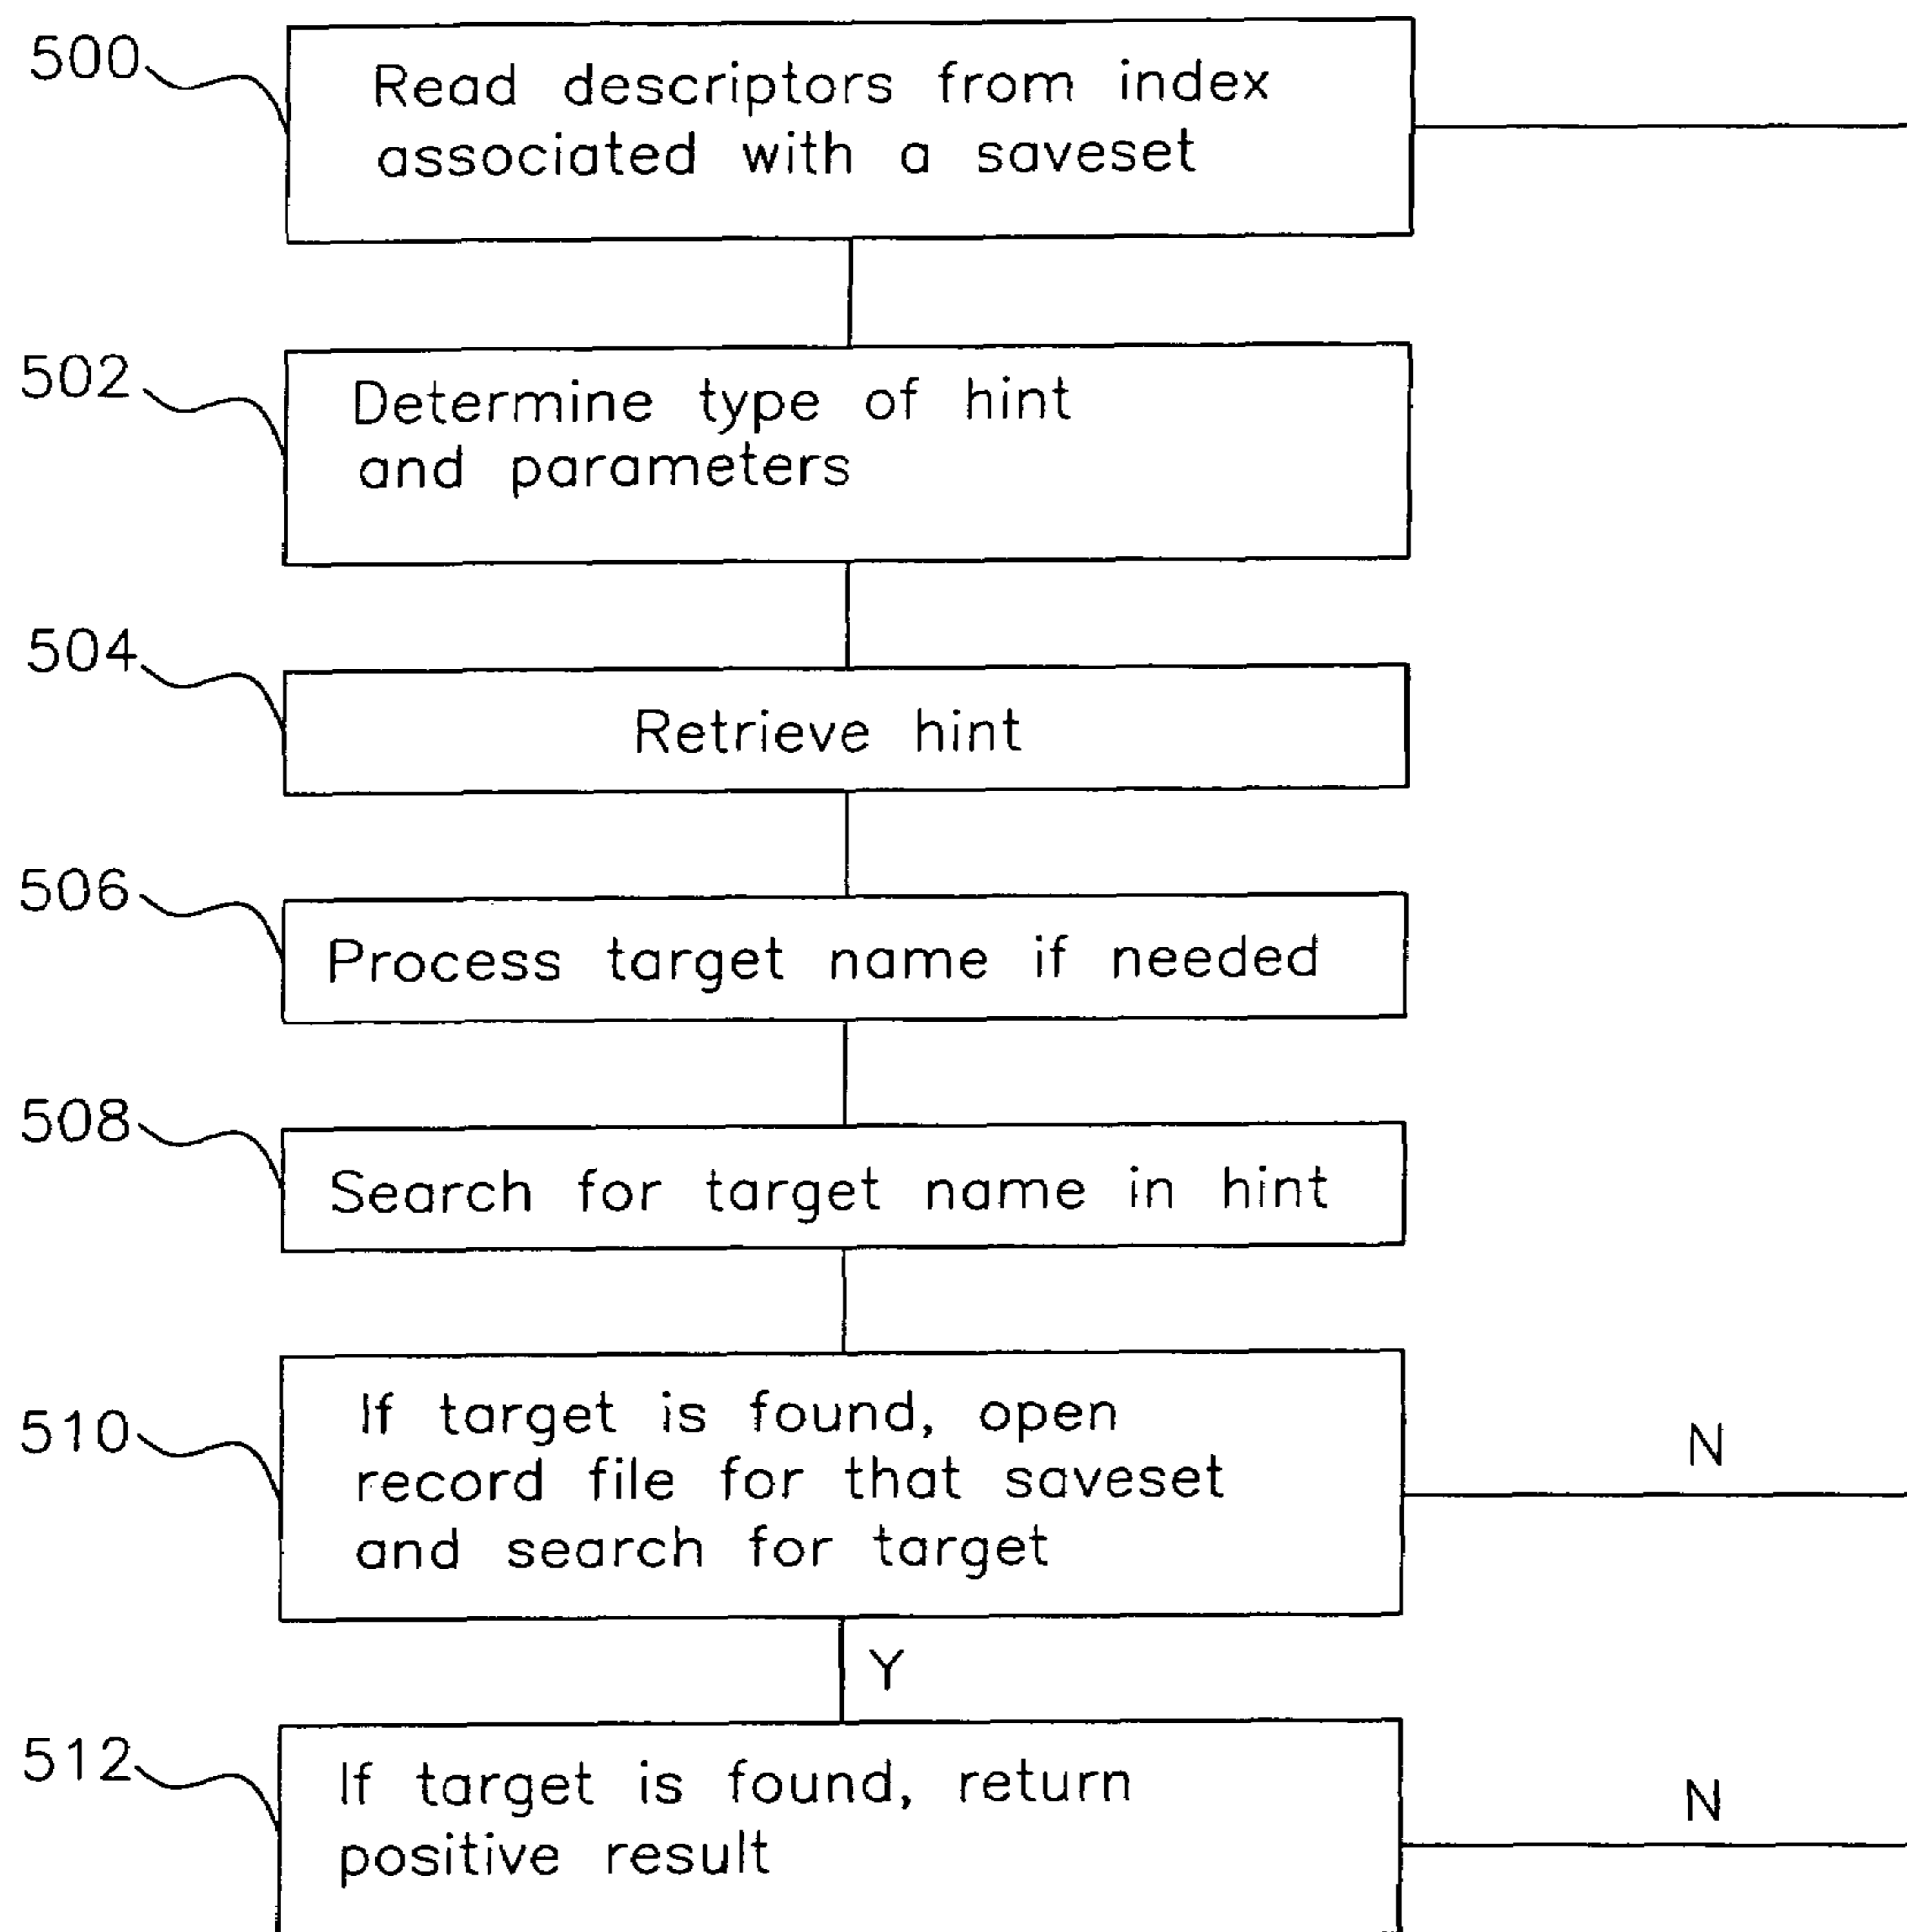 500
Read descriptors from index
associated with a saveset
502
Determine type of hint
and parameters
504
Retrieve hint
506
Process target name if needed
508
Search for target name in hint
510
If target is found, open
record file for that saveset
and search for target
N
Y
512
If target is found, return
positive result
N